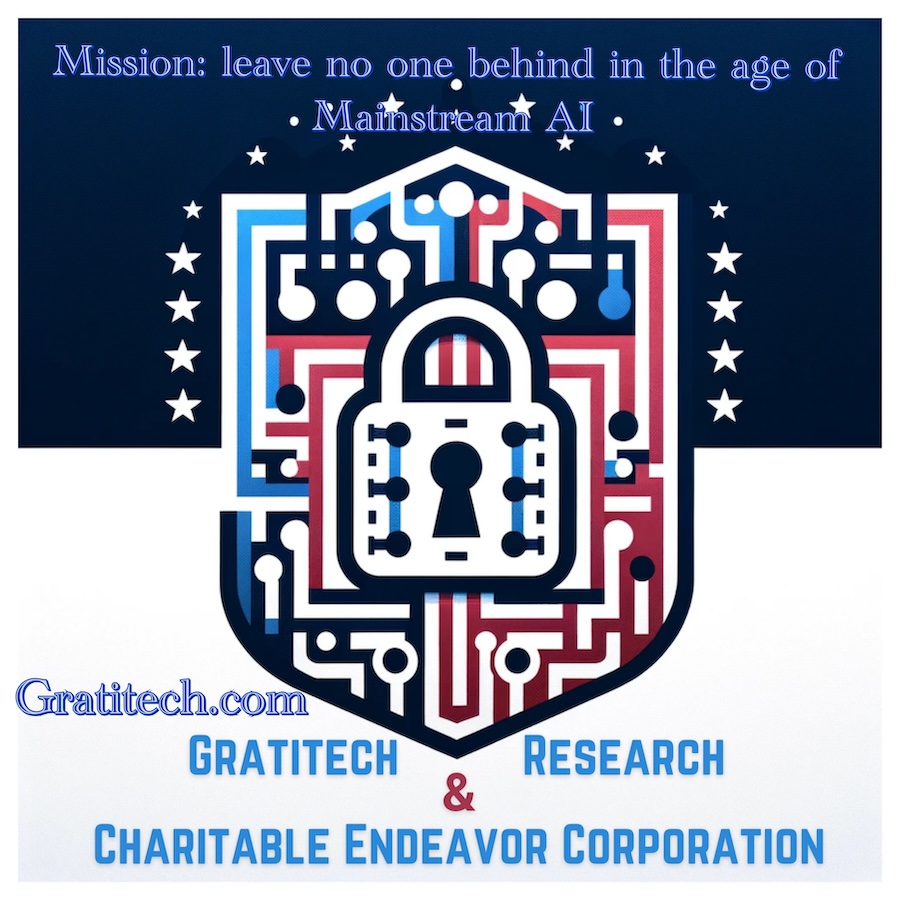 Mission: leave no one behind in the age of
Mainstream AI
Gratitech.com
Gratitech Research
&
Charitable Endeavor Corporation